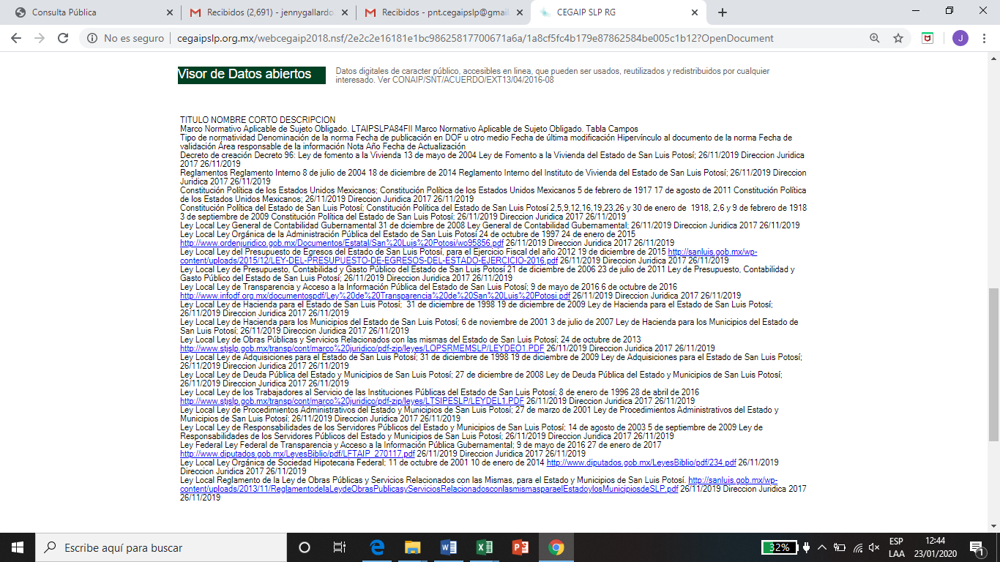 Consulta Pública
Recibidos (2,691) - jennygallardo
Recibidos - pnt.cegaipslp@gmail
CEGAIP SLP RG
No es seguro | cegaipslp.org.mx/webcegaip2018.nsf/2e2c2e16181e1bc98625817700671a6a/1a8cf5fc4b179e87862584be005c1b12?OpenDocument
J
Visor de Datos abiertos
Datos digitales de caracter público, accesibles en linea, que pueden ser usados, reutilizados y redistribuidos por cualquier
interesado. Ver CONAIP/SNT/ACUERDO/EXT13/04/2016-08
TITULO NOMBRE CORTO DESCRIPCION
Marco Normativo Aplicable de Sujeto Obligado. LTAIPSLPA84FII Marco Normativo Aplicable de Sujeto Obligado. Tabla Campos
Tipo de normatividad Denominación de la norma Fecha de publicación en DOF u otro medio Fecha de última modificación Hipervínculo al documento de la norma Fecha de
validación Área responsable de la información Nota Año Fecha de Actualización
Decreto de creación Decreto 96: Ley de fomento a la Vivienda 13 de mayo de 2004 Ley de Fomento a la Vivienda del Estado de San Luis Potosí; 26/11/2019 Direccion Juridica
2017 26/11/2019
Reglamentos Reglamento Interno 8 de julio de 2004 18 de diciembre de 2014 Reglamento Interno del Instituto de Vivienda del Estado de San Luis Potosí; 26/11/2019 Direccion
Juridica 2017 26/11/2019
Constitución Política de los Estados Unidos Mexicanos; Constitución Política de los Estados Unidos Mexicanos 5 de febrero de 1917 17 de agosto de 2011 Constitución Política
de los Estados Unidos Mexicanos; 26/11/2019 Direccion Juridica 2017 26/11/2019
Constitución Política del Estado de San Luis Potosí; Constitución Política del Estado de San Luis Potosí 2,5,9,12,16,19,23,26 y 30 de enero de 1918, 2,6 y 9 de febrero de 1918
3 de septiembre de 2009 Constitución Política del Estado de San Luis Potosí; 26/11/2019 Direccion Juridica 2017 26/11/2019
Ley Local Ley General de Contabilidad Gubernamental 31 de dciembre de 2008 Ley General de Contabilidad Gubernamental; 26/11/2019 Direccion Juridica 2017 26/11/2019
Ley Local Ley Orgánica de la Administración Pública del Estado de San Luis Potosí 24 de octubre de 1997 24 de enero de 2015
http://www.ordenjuridico.gob.mx/Documentos/Estatal/San%20Luis%20Potosi/wo95856.pdf 26/11/2019 Direccion Juridica 2017 26/11/2019
Ley Local Ley del Presupuesto de Egresos del Estado de San Luis Potosí, para el Ejercicio Fiscal del año 2012 19 de diciembre de 2015 http://sanluis.gob.mx/wp-
content/uploads/2015/12/LEY-DEL-PRESUPUESTO-DE-EGRESOS-DEL-ESTADO-EJERCICIO-2016.pdf 26/11/2019 Direccion Juridica 2017 26/11/2019
Ley Local Ley de Presupuesto, Contabilidad y Gasto Público del Estado de San Luis Potosí 21 de diciembre de 2006 23 de julio de 2011 Ley de Presupuesto, Contabilidad y
Gasto Público del Estado de San Luis Potosí; 26/11/2019 Direccion Juridica 2017 26/11/2019
Ley Local Ley de Transparencia y Acceso a la Información Pública del Estado de San Luis Potosí; 9 de mayo de 2016 6 de octubre de 2016
http://www.infodf.org.mx/documentospdf/Ley%20de%20Transparencia%20de%20San%20Luis%20Potosi.pdf 26/11/2019 Direccion Juridica 2017 26/11/2019
Ley Local Ley de Hacienda para el Estado de San Luis Potosí; 31 de diciembre de 1998 19 de diciembre de 2009 Ley de Hacienda para el Estado de San Luis Potosí;
26/11/2019 Direccion Juridica 2017 26/11/2019
Ley Local Ley de Hacienda para los Municipios del Estado de San Luis Potosí; 6 de noviembre de 2001 3 de julio de 2007 Ley de Hacienda para los Municipios del Estado de
San Luis Potosí; 26/11/2019 Direccion Juridica 2017 26/11/2019
Ley Local Ley de Obras Públicas y Servicios Relacionados con las mismas del Estado de San Luis Potosí; 24 de octubre de 2013
http://www.stjslp.gob.mx/transp/cont/marco%20juridico/pdf-zip/leyes/LOPSRMEMSLP/LEYDEO1.PDF 26/11/2019 Direccion Juridica 2017 26/11/2019
Ley Local Ley de Adquisiciones para el Estado de San Luis Potosí; 31 de diciembre de 1998 19 de diciembre de 2009 Ley de Adquisiciones para el Estado de San Luis Potosí;
26/11/2019 Direccion Juridica 2017 26/11/2019
Ley Local Ley de Deuda Pública del Estado y Municipios de San Luis Potosí; 27 de diciembre de 2008 Ley de Deuda Pública del Estado y Municipios de San Luis Potosí;
26/11/2019 Direccion Juridica 2017 26/11/2019
Ley Local Ley de los Trabajadores al Servicio de las Instituciones Públicas del Estado de San Luis Potosí; 8 de enero de 1996 28 de abril de 2016
http://www.stjslp.gob.mx/transp/cont/marco%20juridico/pdf-zip/leyes/LTSIPESLP/LEYDEL1.PDF 26/11/2019 Direccion Juridica 2017 26/11/2019
Ley Local Ley de Procedimientos Administrativos del Estado y Municipios de San Luis Potosí; 27 de marzo de 2001 Ley de Procedimientos Administrativos del Estado y
Municipios de San Luis Potosí; 26/11/2019 Direccion Juridica 2017 26/11/2019
Ley Local Ley de Responsabilidades de los Servidores Públicos del Estado y Municipios de San Luis Potosí; 14 de agosto de 2003 5 de septiembre de 2009 Ley de
Responsabilidades de los Servidores Públicos del Estado y Municipios de San Luis Potosí; 26/11/2019 Direccion Juridica 2017 26/11/2019
Ley Federal Ley Federal de Transparencia y Acceso a la Información Pública Gubernamental; 9 de mayo de 2016 27 de enero de 2017
http://www.diputados.gob.mx/LeyesBiblio/pdf/LFTAIP_270117.pdf 26/11/2019 Direccion Juridica 2017 26/11/2019
Ley Local Ley Orgánica de Sociedad Hipotecaria Federal; 11 de octubre de 2001 10 de enero de 2014 http://www.diputados.gob.mx/LeyesBiblio/pdf/234.pdf 26/11/2019
Direccion Juridica 2017 26/11/2019
Ley Local Reglamento de la Ley de Obras Públicas y Servicios Relacionados con las Mismas, para el Estado y Municipios de San Luis Potosí. http://sanluis.gob.mx/wp-
content/uploads/2013/11/ReglamentodelaLeydeObrasPublicasyServiciosRelacionadosconlasmismasparaelEstadoylosMunicipiosdeSLP.pdf 26/11/2019 Direccion Juridica 2017
26/11/2019
Escribe aquí para buscar
32%
ESP
LAA
12:44
23/01/2020
1